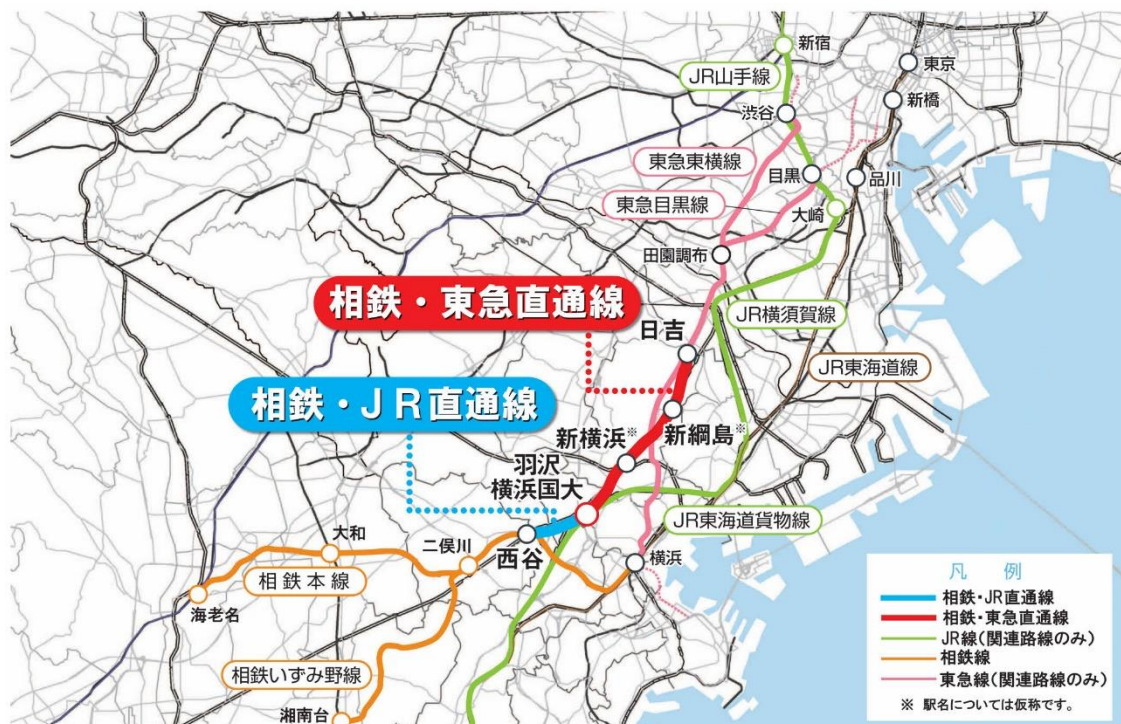 新宿
東京
JR山手線
新橋
渋谷
東急東横線
目黒
品川
東急目黒線
大崎
田園調布
相鉄・東急直通線
JR横須賀線
日吉
JR東海道線
相鉄・JR直通線
新横浜※
新綱島※
羽沢
横浜国大
JR東海道貨物線
大和
二俣川
西谷
横浜
相鉄本線
海老名
相鉄いずみ野線
湘南台
凡 例
相鉄・JR直通線
相鉄・東急直通線
JR線(関連路線のみ)
相鉄線
東急線(関連路線のみ)
※ 駅名については仮称です。